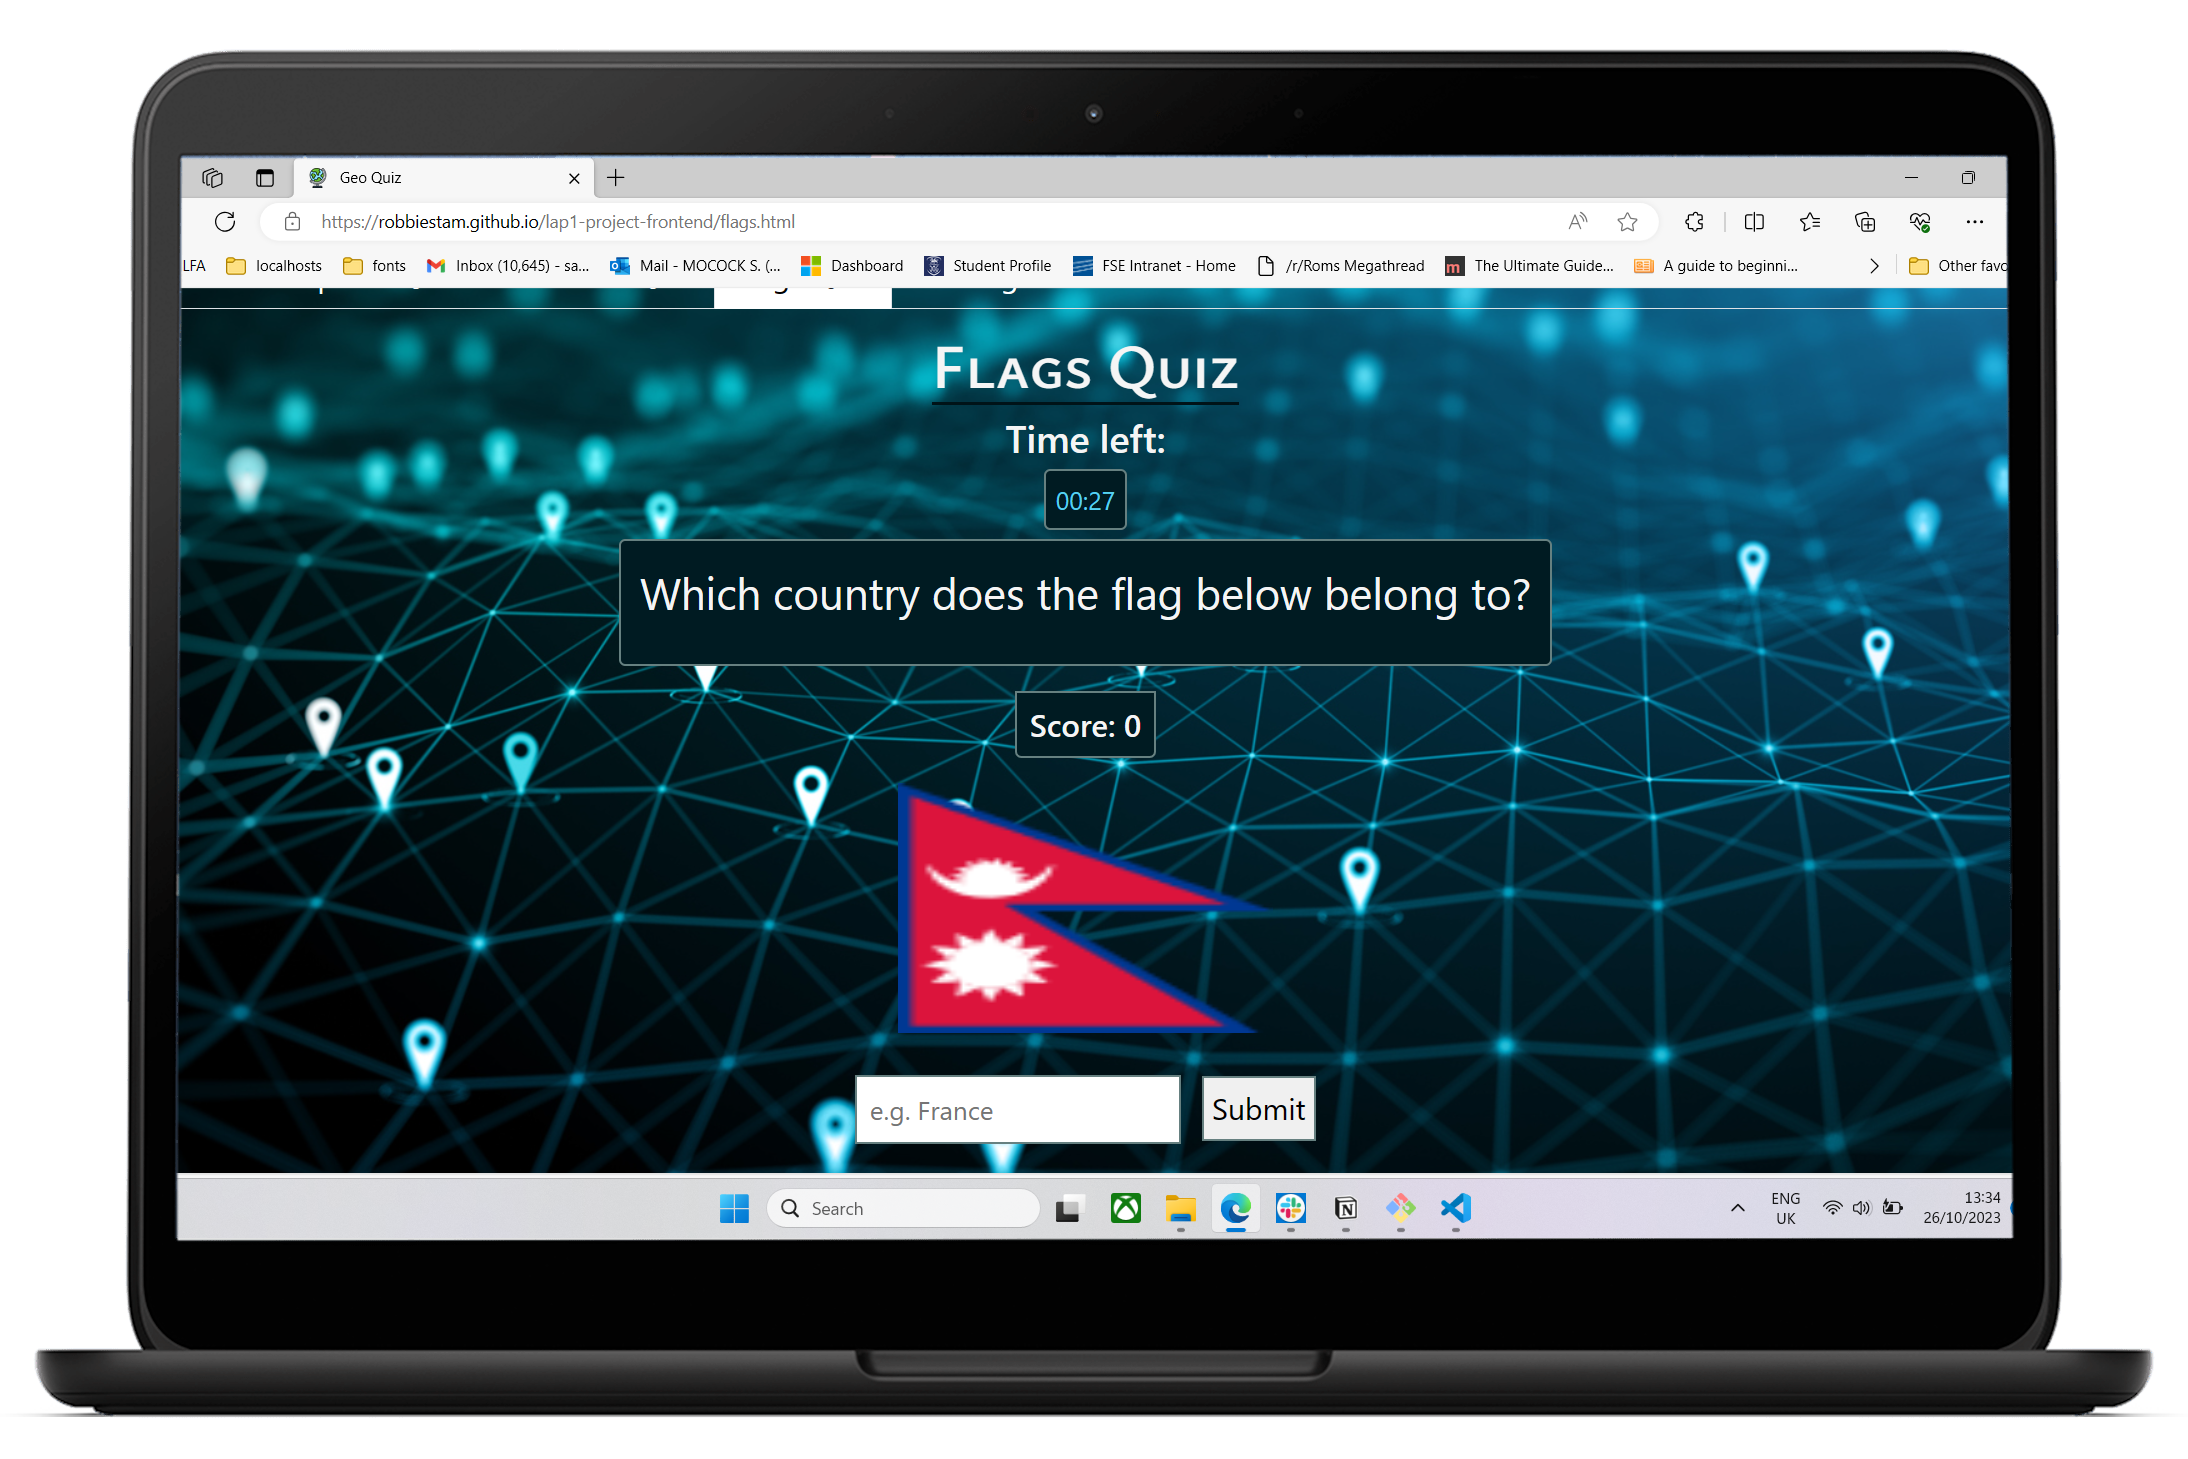 Geo Quiz
https://robbiestam.github.io/lap1-project-frontend/flags.html
LFA localhosts fonts Inbox (10,645) - sa... Mail - MOCOCK S. (... Dashboard Student Profile FSE Intranet - Home /r/Roms Megathread The Ultimate Guide... A guide to beginni... Other favo
FLAGS QUIZ
Time left:
00:27
Which country does the flag below belong to?
Score: 0
e.g. France
Submit
Search
ENG
UK
13:34
26/10/2023